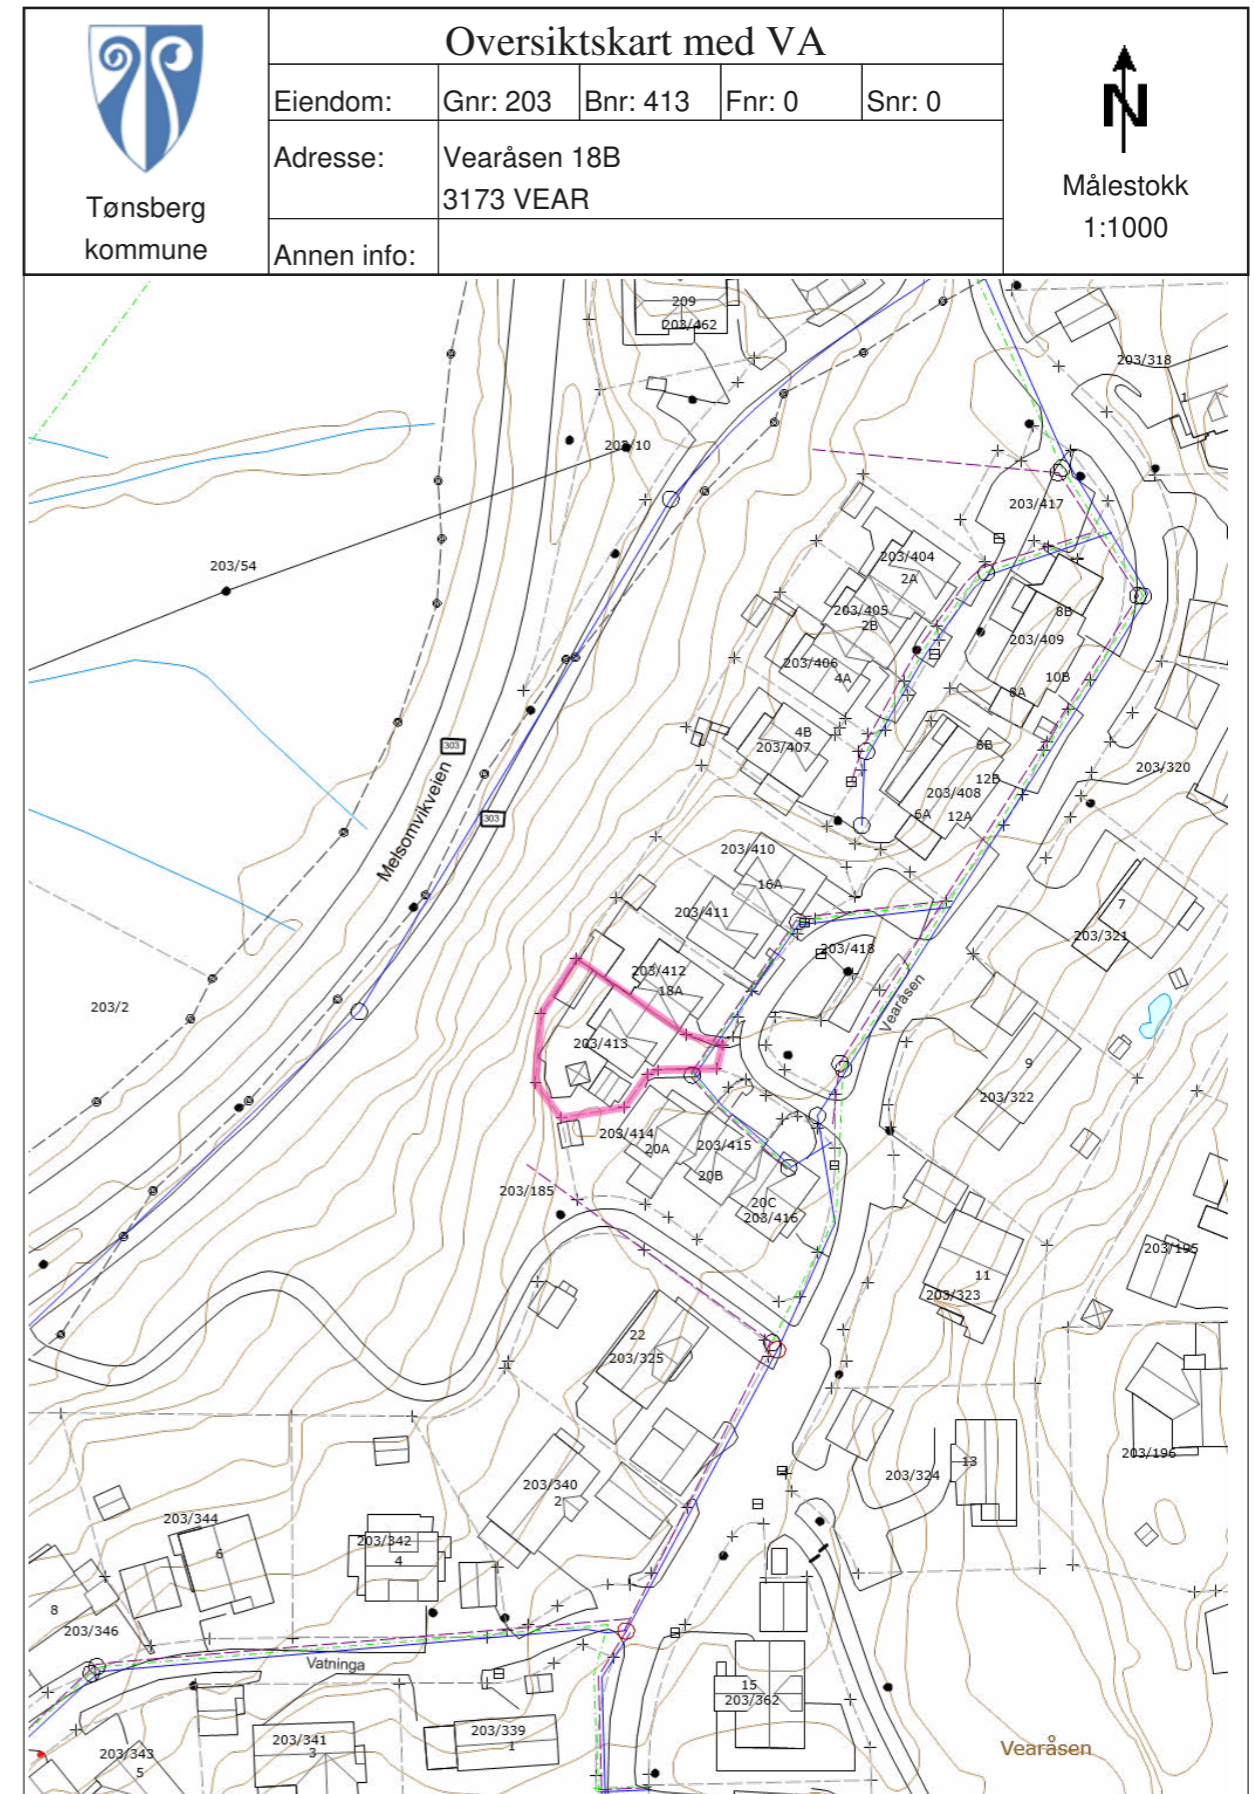 Oversiktskart med VA
Eiendom: Gnr: 203 Bnr: 413 Fnr: 0 Snr: 0
Adresse: Vearåsen 18B
3173 VEAR
Annen info:
Tønsberg
kommune
N
Målestokk
1:1000
209
203/462
203/318
1
203/10
203/417
203/54
203/404
2A
203/405
2B
8B
203/409
203/406
4A
10B
8A
4B
203/407
6B
303
203/320
12B
203/408
6A 12A
303
Melsomvikveien
203/410
16A
7
203/411
203/321
203/418
203/412
18A
203/2
Vearåsen
203/413
9
203/322
203/414
20A
203/415
20B
203/185
20C
203/416
203/195
11
203/323
22
203/325
203/196
13
203/324
203/340
2
203/344
6
203/342
4
8
203/346
Vatninga
15
203/362
203/339
1
203/341
3
203/343
5
Vearåsen